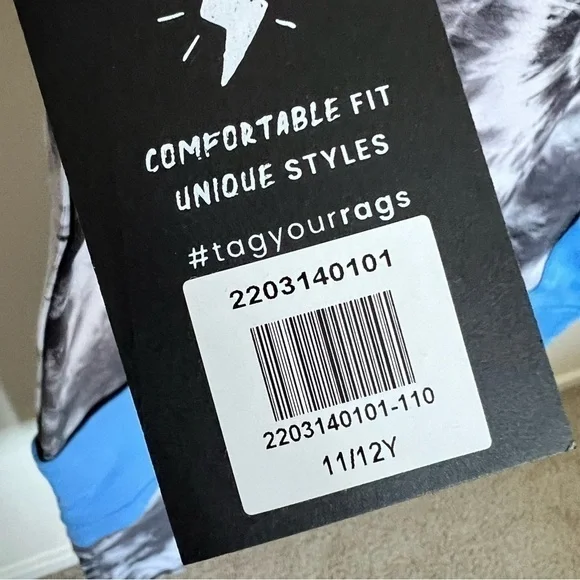 COMFORTABLE FIT
UNIQUE STYLES
#tagyourrags
2203140101
2203140101-110
11/12Y